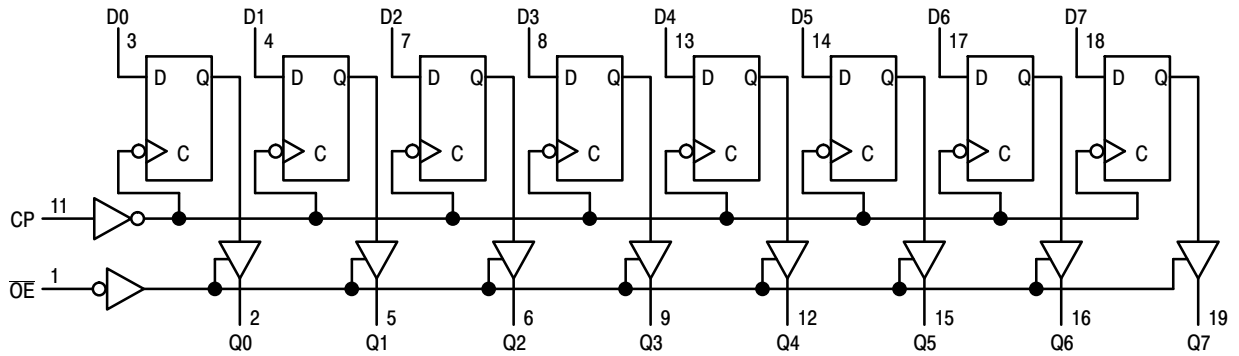 D0 D1 D2 D3 D4 D5 D6 D7
3 4 7 8 13 14 17 18
D Q D Q D Q D Q D Q D Q D Q D Q
C C C C C C C C
CP 11
OE 1
2 5 6 9 12 15 16 19
Q0 Q1 Q2 Q3 Q4 Q5 Q6 Q7